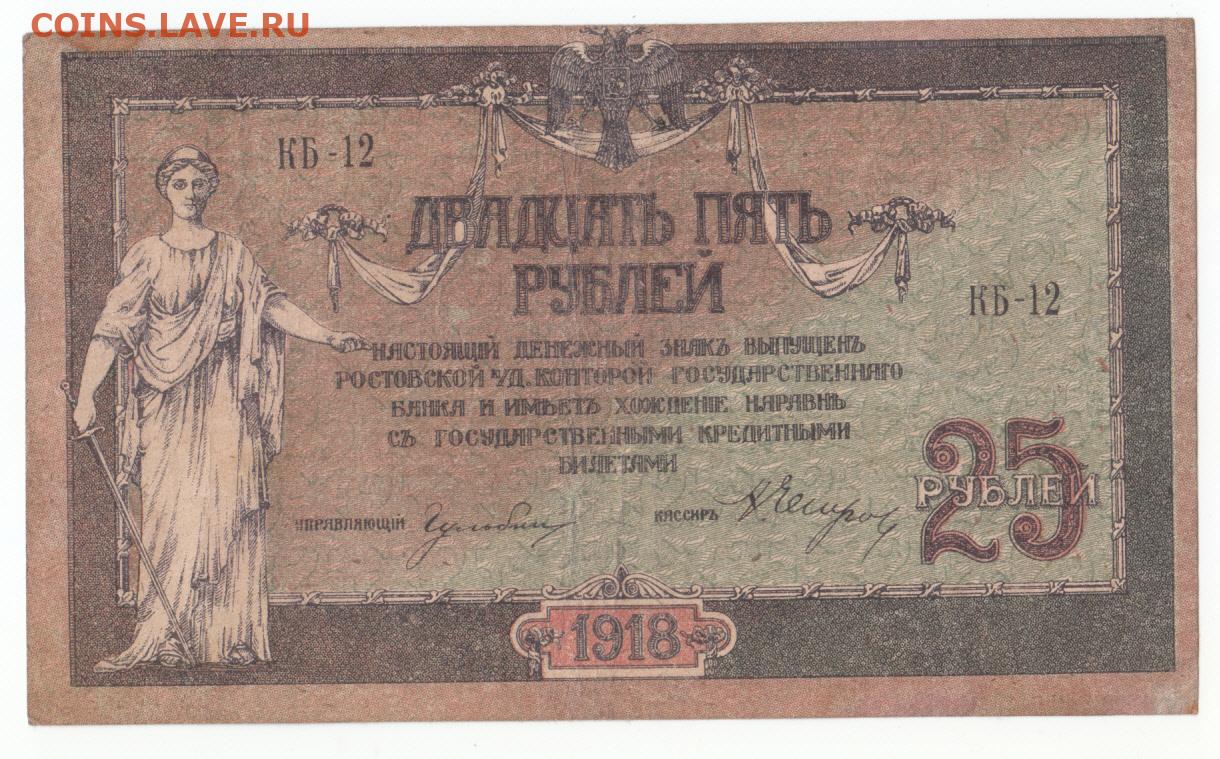 COINS.LAVE.RU
КБ-12
ДВАДЦАТЬ ПЯТЬ
РУБЛЕЙ
КБ-12
НАСТОЯЩІЙ ДЕНЕЖНЫЙ ЗНАКЪ ВЫПУЩЕНЪ
РОСТОВСКОЙ Н/Д. КОНТОРОЙ ГОСУДАРСТВЕННАГО
БАНКА И ИМѢЕТЪ ХОЖДЕНІЕ НАРАВНѢ
СЪ ГОСУДАРСТВЕННЫМИ КРЕДИТНЫМИ
БИЛЕТАМИ
25
РУБЛЕЙ
УПРАВЛЯЮЩІЙ
КАССИРЪ
1918